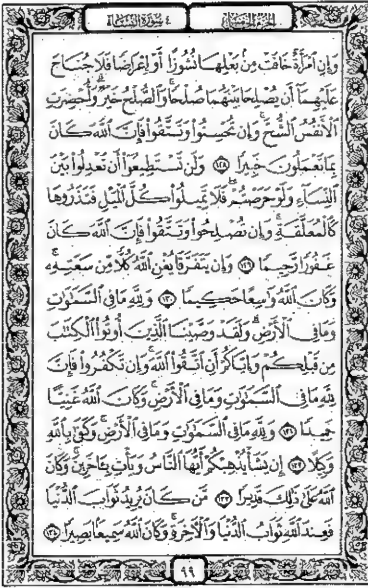 الجزء الخامس
٤ سورة النساء
وَإِنِ ٱمْرَأَةٌ خَافَتْ مِنۢ بَعْلِهَا نُشُوزًا أَوْ إِعْرَاضًا فَلَا جُنَاحَ
عَلَيْهِمَآ أَن يُصْلِحَا بَيْنَهُمَا صُلْحًا وَٱلصُّلْحُ خَيْرٌ وَأُحْضِرَتِ
ٱلْأَنفُسُ ٱلشُّحَّ وَإِن تُحْسِنُوا۟ وَتَتَّقُوا۟ فَإِنَّ ٱللَّهَ كَانَ
بِمَا تَعْمَلُونَ خَبِيرًا ١٢٨ وَلَن تَسْتَطِيعُوٓا۟ أَن تَعْدِلُوا۟ بَيْنَ
ٱلنِّسَآءِ وَلَوْ حَرَصْتُمْ فَلَا تَمِيلُوا۟ كُلَّ ٱلْمَيْلِ فَتَذَرُوهَا
كَٱلْمُعَلَّقَةِ وَإِن تُصْلِحُوا۟ وَتَتَّقُوا۟ فَإِنَّ ٱللَّهَ كَانَ
غَفُورًا رَّحِيمًا ١٢٩ وَإِن يَتَفَرَّقَا يُغْنِ ٱللَّهُ كُلًّا مِّن سَعَتِهِۦ
وَكَانَ ٱللَّهُ وَٰسِعًا حَكِيمًا ١٣٠ وَلِلَّهِ مَا فِى ٱلسَّمَٰوَٰتِ
وَمَا فِى ٱلْأَرْضِ وَلَقَدْ وَصَّيْنَا ٱلَّذِينَ أُوتُوا۟ ٱلْكِتَٰبَ
مِن قَبْلِكُمْ وَإِيَّاكُمْ أَنِ ٱتَّقُوا۟ ٱللَّهَ وَإِن تَكْفُرُوا۟ فَإِنَّ
لِلَّهِ مَا فِى ٱلسَّمَٰوَٰتِ وَمَا فِى ٱلْأَرْضِ وَكَانَ ٱللَّهُ غَنِيًّا
حَمِيدًا ١٣١ وَلِلَّهِ مَا فِى ٱلسَّمَٰوَٰتِ وَمَا فِى ٱلْأَرْضِ وَكَفَىٰ بِٱللَّهِ
وَكِيلًا ١٣٢ إِن يَشَأْ يُذْهِبْكُمْ أَيُّهَا ٱلنَّاسُ وَيَأْتِ بِـَٔاخَرِينَ وَكَانَ
ٱللَّهُ عَلَىٰ ذَٰلِكَ قَدِيرًا ١٣٣ مَّن كَانَ يُرِيدُ ثَوَابَ ٱلدُّنْيَا
فَعِندَ ٱللَّهِ ثَوَابُ ٱلدُّنْيَا وَٱلْـَٔاخِرَةِ وَكَانَ ٱللَّهُ سَمِيعًۢا بَصِيرًا ١٣٤
٩٩